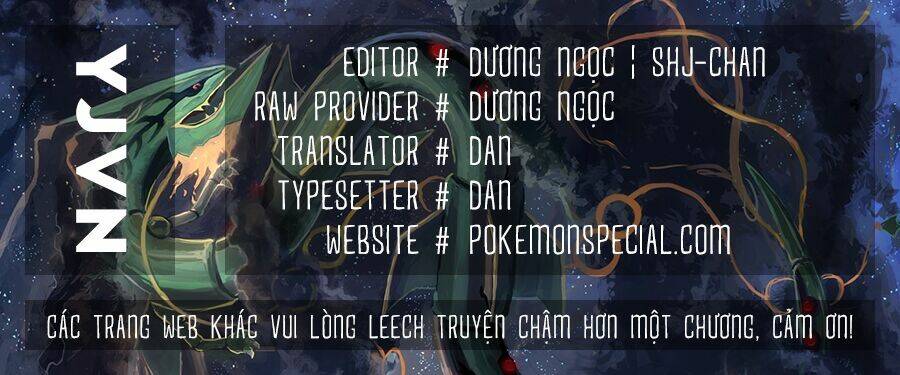 YJVN
EDITOR # DƯƠNG NGỌC ¦ SHJ-CHAN
RAW PROVIDER # DƯƠNG NGỌC
TRANSLATOR # DAN
TYPESETTER # DAN
WEBSITE # POKEMONSPECIAL.COM
CÁC TRANG WEB KHÁC VUI LÒNG LEECH TRUYỆN CHẬM HƠN MỘT CHƯƠNG, CẢM ƠN!